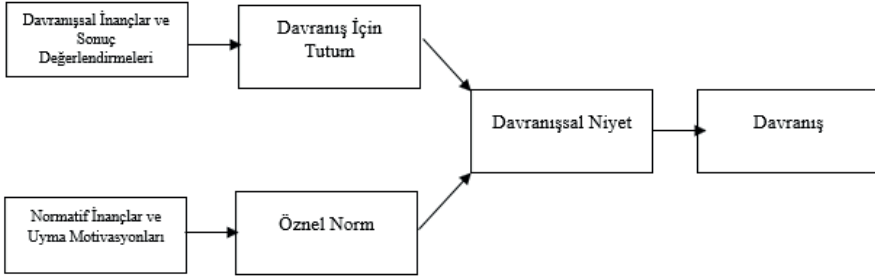 Davranışsal İnançlar ve
Sonuç
Değerlendirmeleri
Davranış İçin
Tutum
Davranışsal Niyet
Davranış
Normatif İnançlar ve
Uyma Motivasyonları
Öznel Norm